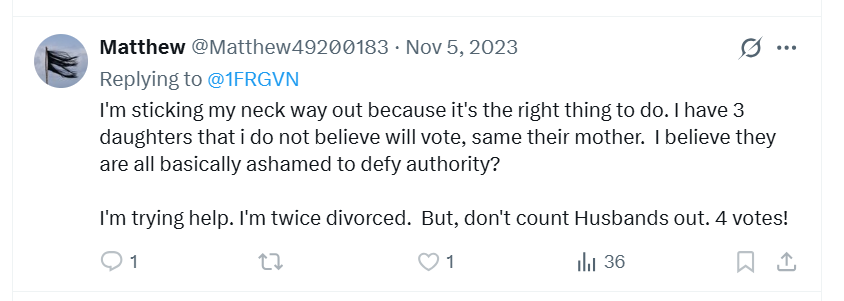 Matthew @Matthew49200183 · Nov 5, 2023
Replying to @1FRGVN
I'm sticking my neck way out because it's the right thing to do. I have 3
daughters that i do not believe will vote, same their mother.  I believe they
are all basically ashamed to defy authority?
I'm trying help. I'm twice divorced.  But, don't count Husbands out. 4 votes!
1 1 36